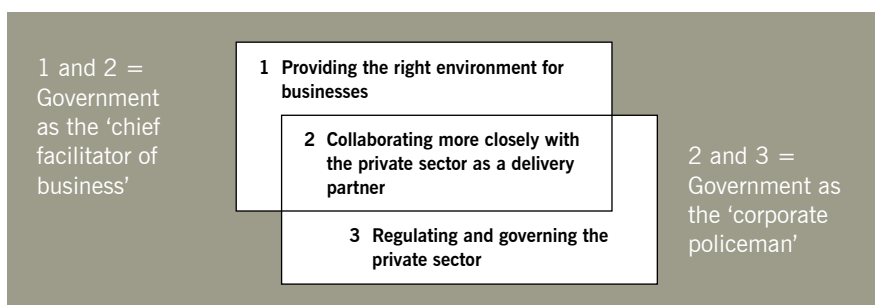 1 and 2 =
Government
as the ‘chief
facilitator of
business’
1 Providing the right environment for
businesses
2 Collaborating more closely with
the private sector as a delivery
partner
3 Regulating and governing the
private sector
2 and 3 =
Government as
the ‘corporate
policeman’